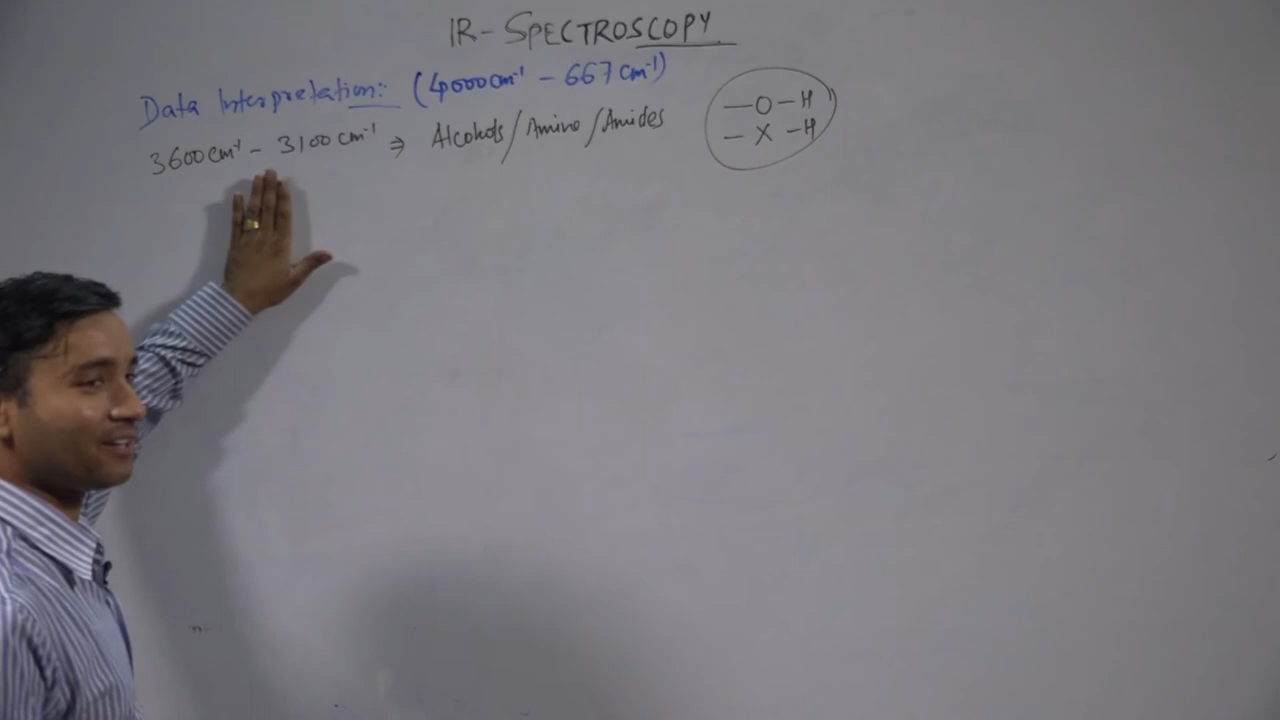 IR-SPECTROSCOPY
Data Interpretation: (4000cm⁻¹ - 667cm⁻¹)
3600cm⁻¹ - 3100cm⁻¹ ⇒ Alcohols/Amino/Amides
—O—H
—X—H